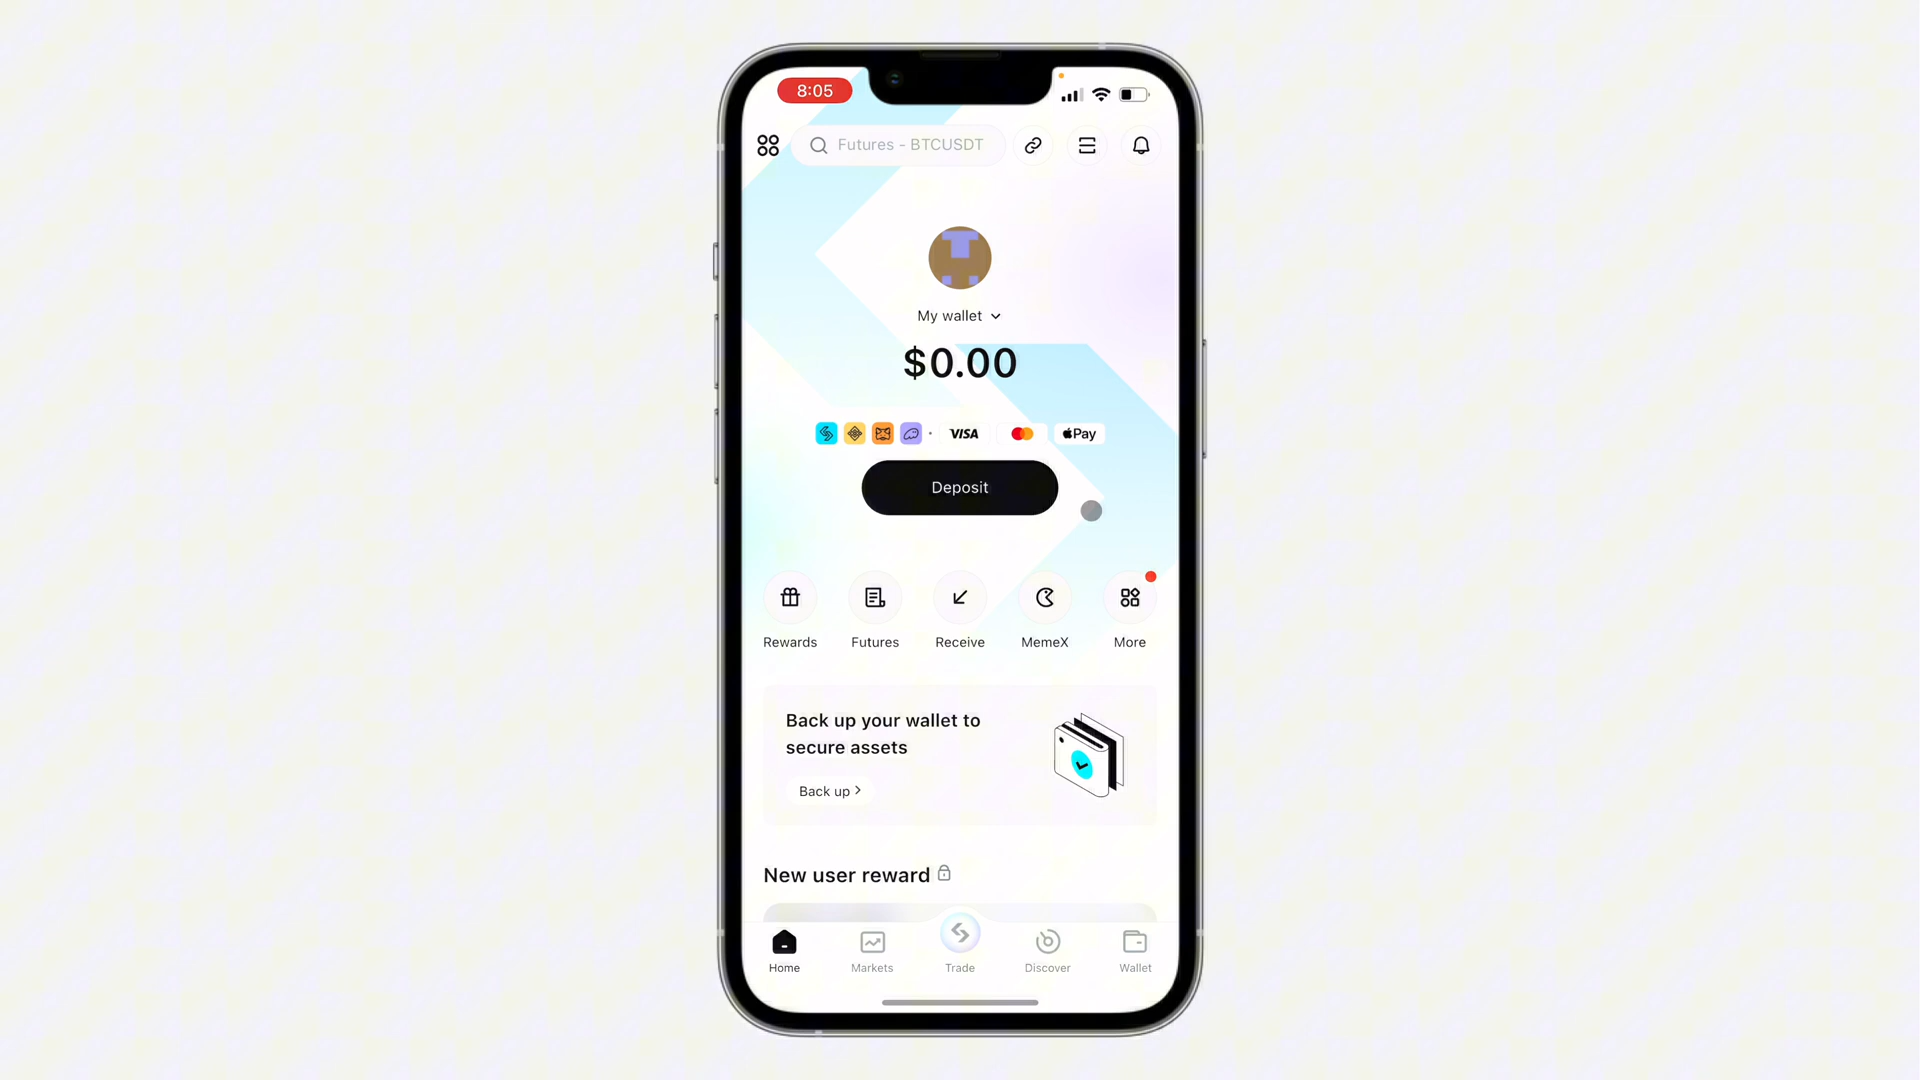 8:05
Futures - BTCUSDT
My wallet
$0.00
VISA
Pay
Deposit
Rewards
Futures
Receive
MemeX
More
Back up your wallet to
secure assets
Back up
New user reward
Home
Markets
Trade
Discover
Wallet